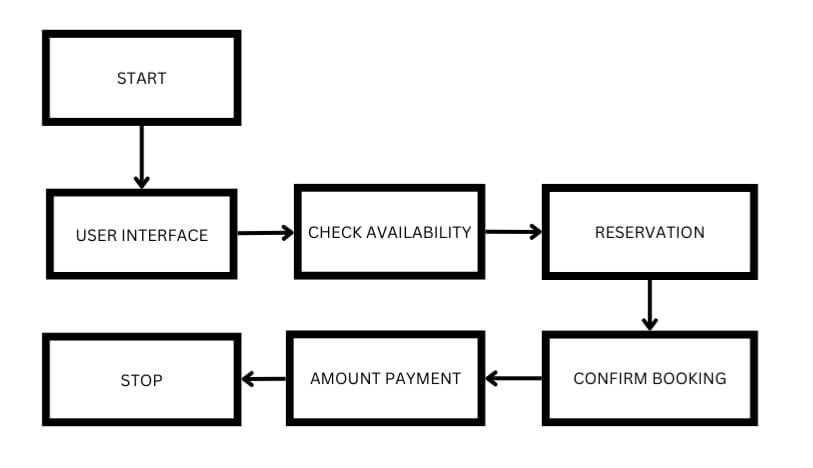 START
USER INTERFACE
CHECK AVAILABILITY
RESERVATION
CONFIRM BOOKING
AMOUNT PAYMENT
STOP